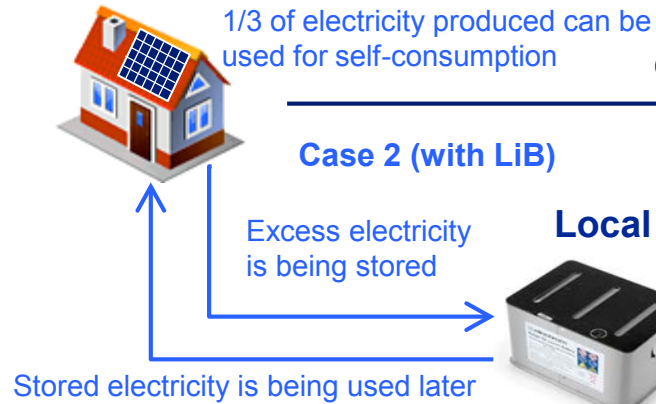 1/3 of electricity produced can be
used for self-consumption
Case 2 (with LiB)
Excess electricity
is being stored
Local
Stored electricity is being used later